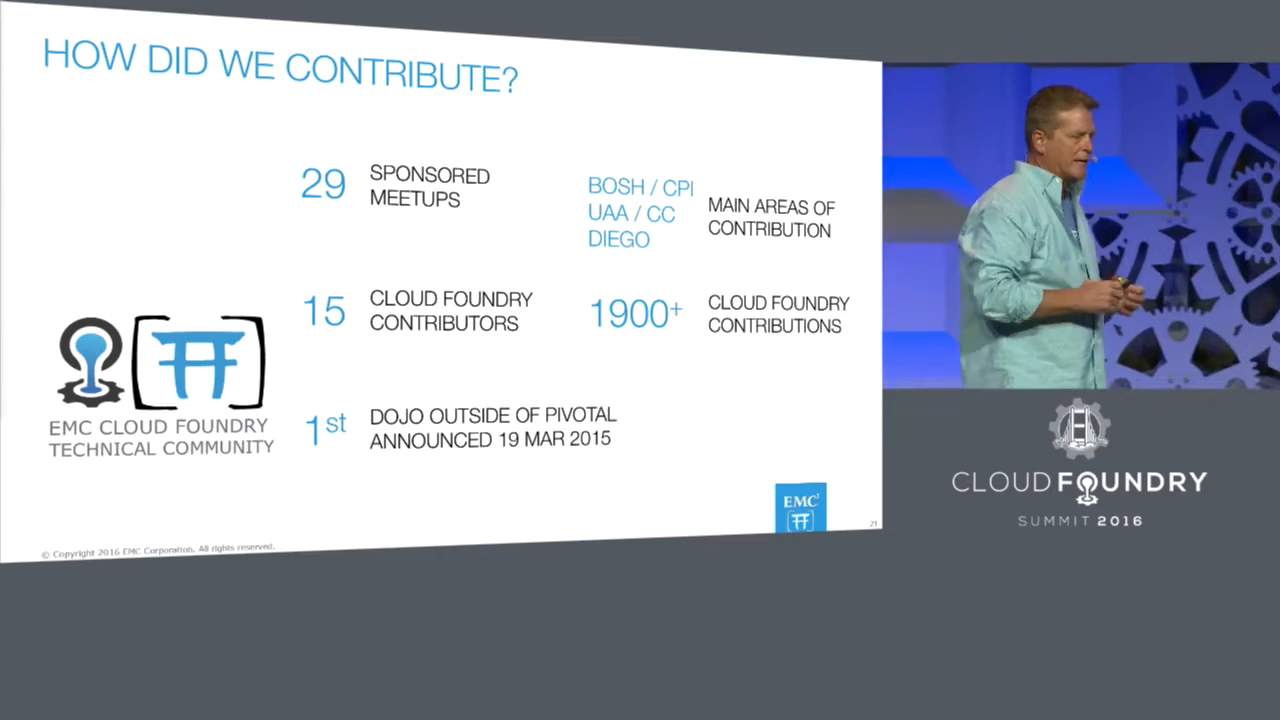 HOW DID WE CONTRIBUTE?
29
SPONSORED
MEETUPS
BOSH / CPI
UAA / CC
DIEGO
MAIN AREAS OF
CONTRIBUTION
15
CLOUD FOUNDRY
CONTRIBUTORS
1900+
CLOUD FOUNDRY
CONTRIBUTIONS
1st
DOJO OUTSIDE OF PIVOTAL
ANNOUNCED 19 MAR 2015
EMC CLOUD FOUNDRY
TECHNICAL COMMUNITY
EMC²
21
© Copyright 2016 EMC Corporation. All rights reserved.
CLOUD FOUNDRY
SUMMIT 2016